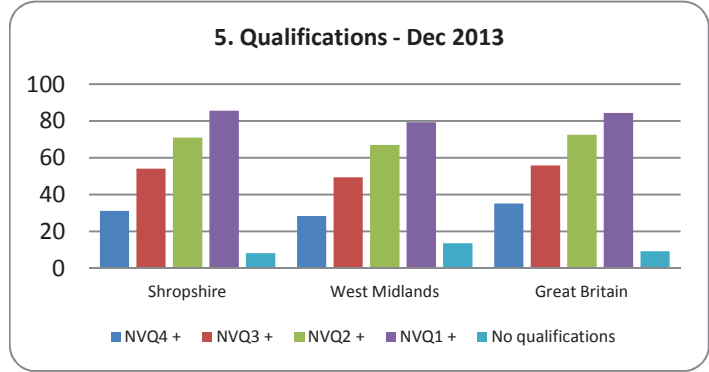 5. Qualifications - Dec 2013
100
80
60
40
20
0
Shropshire West Midlands Great Britain
NVQ4 + NVQ3 + NVQ2 + NVQ1 + No qualifications